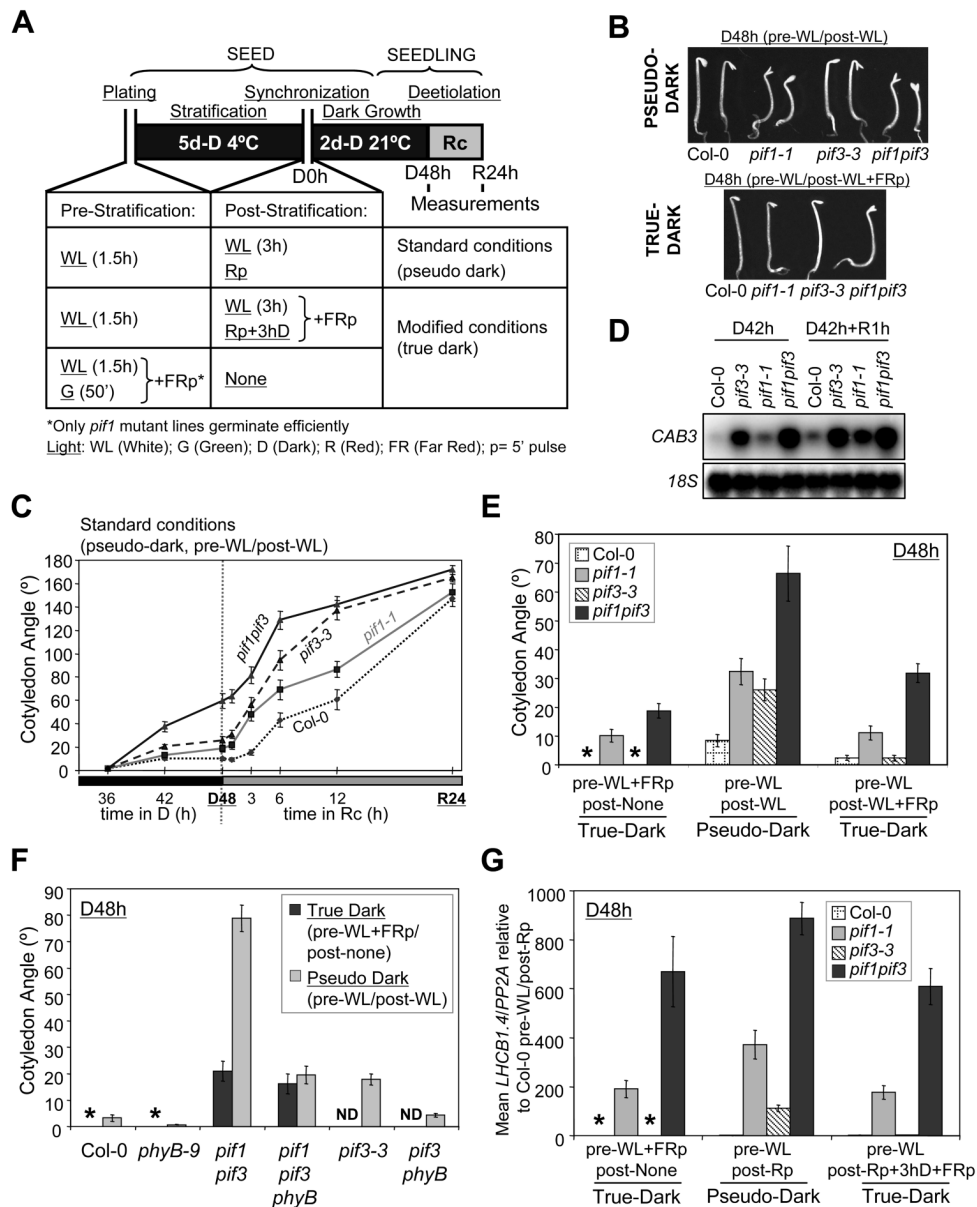 A
SEED
SEEDLING
Plating
Synchronization
Deetiolation
Stratification
Dark Growth
5d-D 4ºC
2d-D 21ºC
Rc
D0h
D48h
R24h
Measurements
Pre-Stratification:
Post-Stratification:
WL (1.5h)
WL (3h)
Rp
Standard conditions
(pseudo dark)
WL (1.5h)
WL (3h)
Rp+3hD
+FRp
Modified conditions
(true dark)
WL (1.5h)
G (50')
+FRp*
None
*Only pif1 mutant lines germinate efficiently
Light: WL (White); G (Green); D (Dark); R (Red); FR (Far Red); p= 5' pulse
B
D48h (pre-WL/post-WL)
PSEUDO-
DARK
Col-0 pif1-1 pif3-3 pif1pif3
D48h (pre-WL/post-WL+FRp)
TRUE-
DARK
Col-0 pif1-1 pif3-3 pif1pif3
D
D42h D42h+R1h
Col-0 pif3-3 pif1-1 pif1pif3 Col-0 pif3-3 pif1-1 pif1pif3
CAB3
18S
C
Standard conditions
(pseudo-dark, pre-WL/post-WL)
Cotyledon Angle (º)
180
160
140
120
100
80
60
40
20
0
pif1pif3
pif3-3
pif1-1
Col-0
36 42 D48 3 6 12 R24
time in D (h) time in Rc (h)
E
D48h
Col-0
pif1-1
pif3-3
pif1pif3
Cotyledon Angle (º)
80
70
60
50
40
30
20
10
0
* *
pre-WL+FRp
post-None
True-Dark
pre-WL
post-WL
Pseudo-Dark
pre-WL
post-WL+FRp
True-Dark
F
D48h
True Dark
(pre-WL+FRp/
post-none)
Pseudo Dark
(pre-WL/post-WL)
Cotyledon Angle (º)
90
80
70
60
50
40
30
20
10
0
* * ND ND
Col-0
phyB-9
pif1
pif3
pif1
pif3
phyB
pif3-3
pif3
phyB
G
D48h
Col-0
pif1-1
pif3-3
pif1pif3
Mean LHCB1.4/PP2A relative
to Col-0 pre-WL/post-Rp
1000
800
600
400
200
0
* *
pre-WL+FRp
post-None
True-Dark
pre-WL
post-Rp
Pseudo-Dark
pre-WL
post-Rp+3hD+FRp
True-Dark